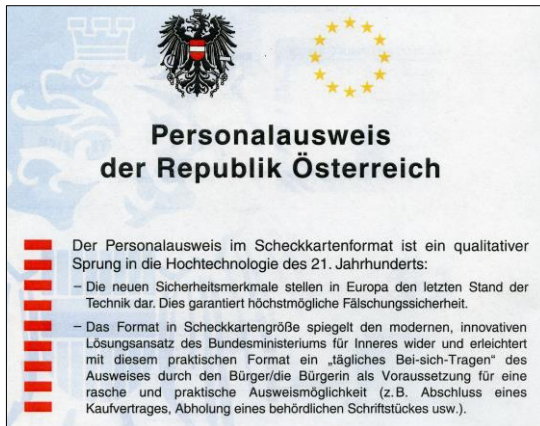 Personalausweis
der Republik Österreich
Der Personalausweis im Scheckkartenformat ist ein qualitativer
Sprung in die Hochtechnologie des 21. Jahrhunderts:
– Die neuen Sicherheitsmerkmale stellen in Europa den letzten Stand der
Technik dar. Dies garantiert höchstmögliche Fälschungssicherheit.
– Das Format in Scheckkartengröße spiegelt den modernen, innovativen
Lösungsansatz des Bundesministeriums für Inneres wider und erleichtert
mit diesem praktischen Format ein „tägliches Bei-sich-Tragen" des
Ausweises durch den Bürger/die Bürgerin als Voraussetzung für eine
rasche und praktische Ausweismöglichkeit (z.B. Abschluss eines
Kaufvertrages, Abholung eines behördlichen Schriftstückes usw.).